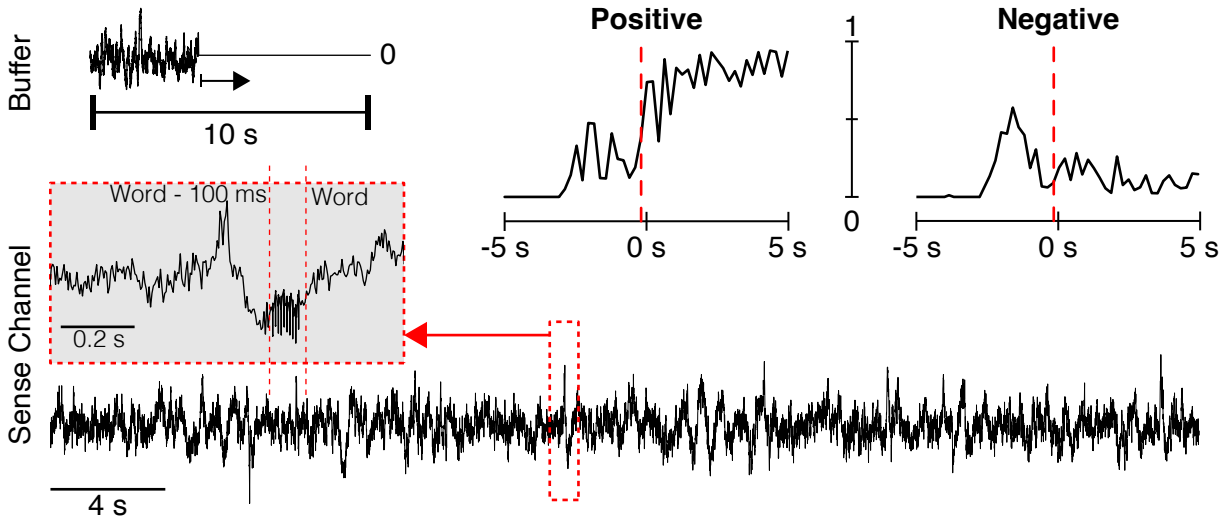 Buffer
0
10 s
Positive
1
0
-5 s
0 s
5 s
Negative
-5 s
0 s
5 s
Sense Channel
Word - 100 ms
Word
0.2 s
4 s